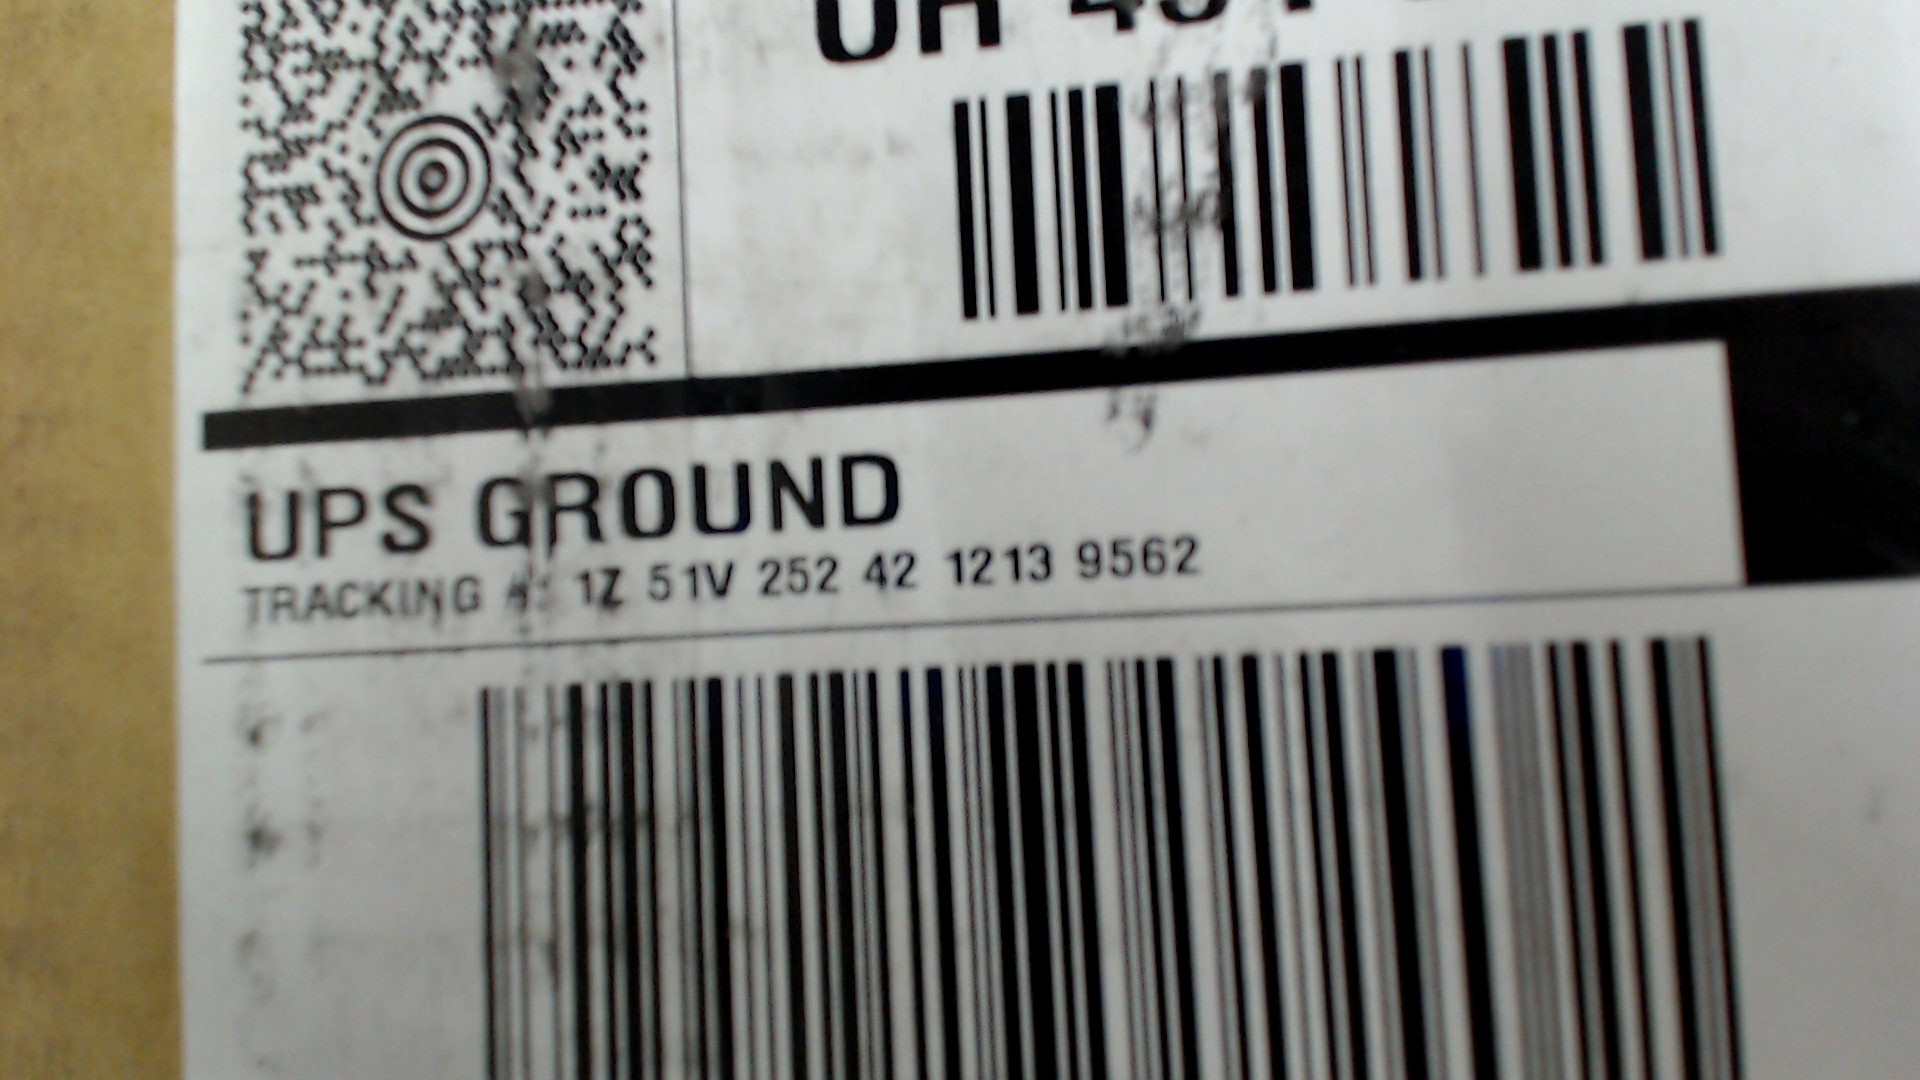 UPS GROUND
TRACKING #: 1Z 51V 252 42 1213 9562